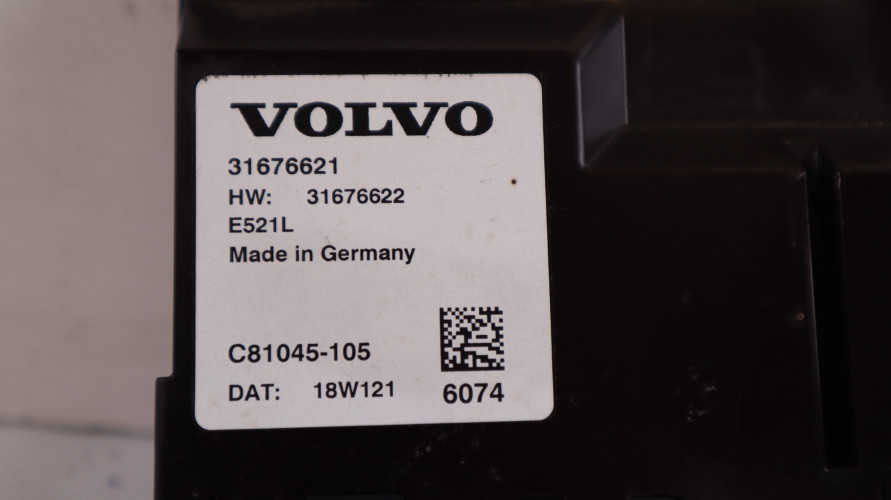 VOLVO
31676621
HW: 31676622
E521L
Made in Germany
C81045-105
DAT: 18W121
6074